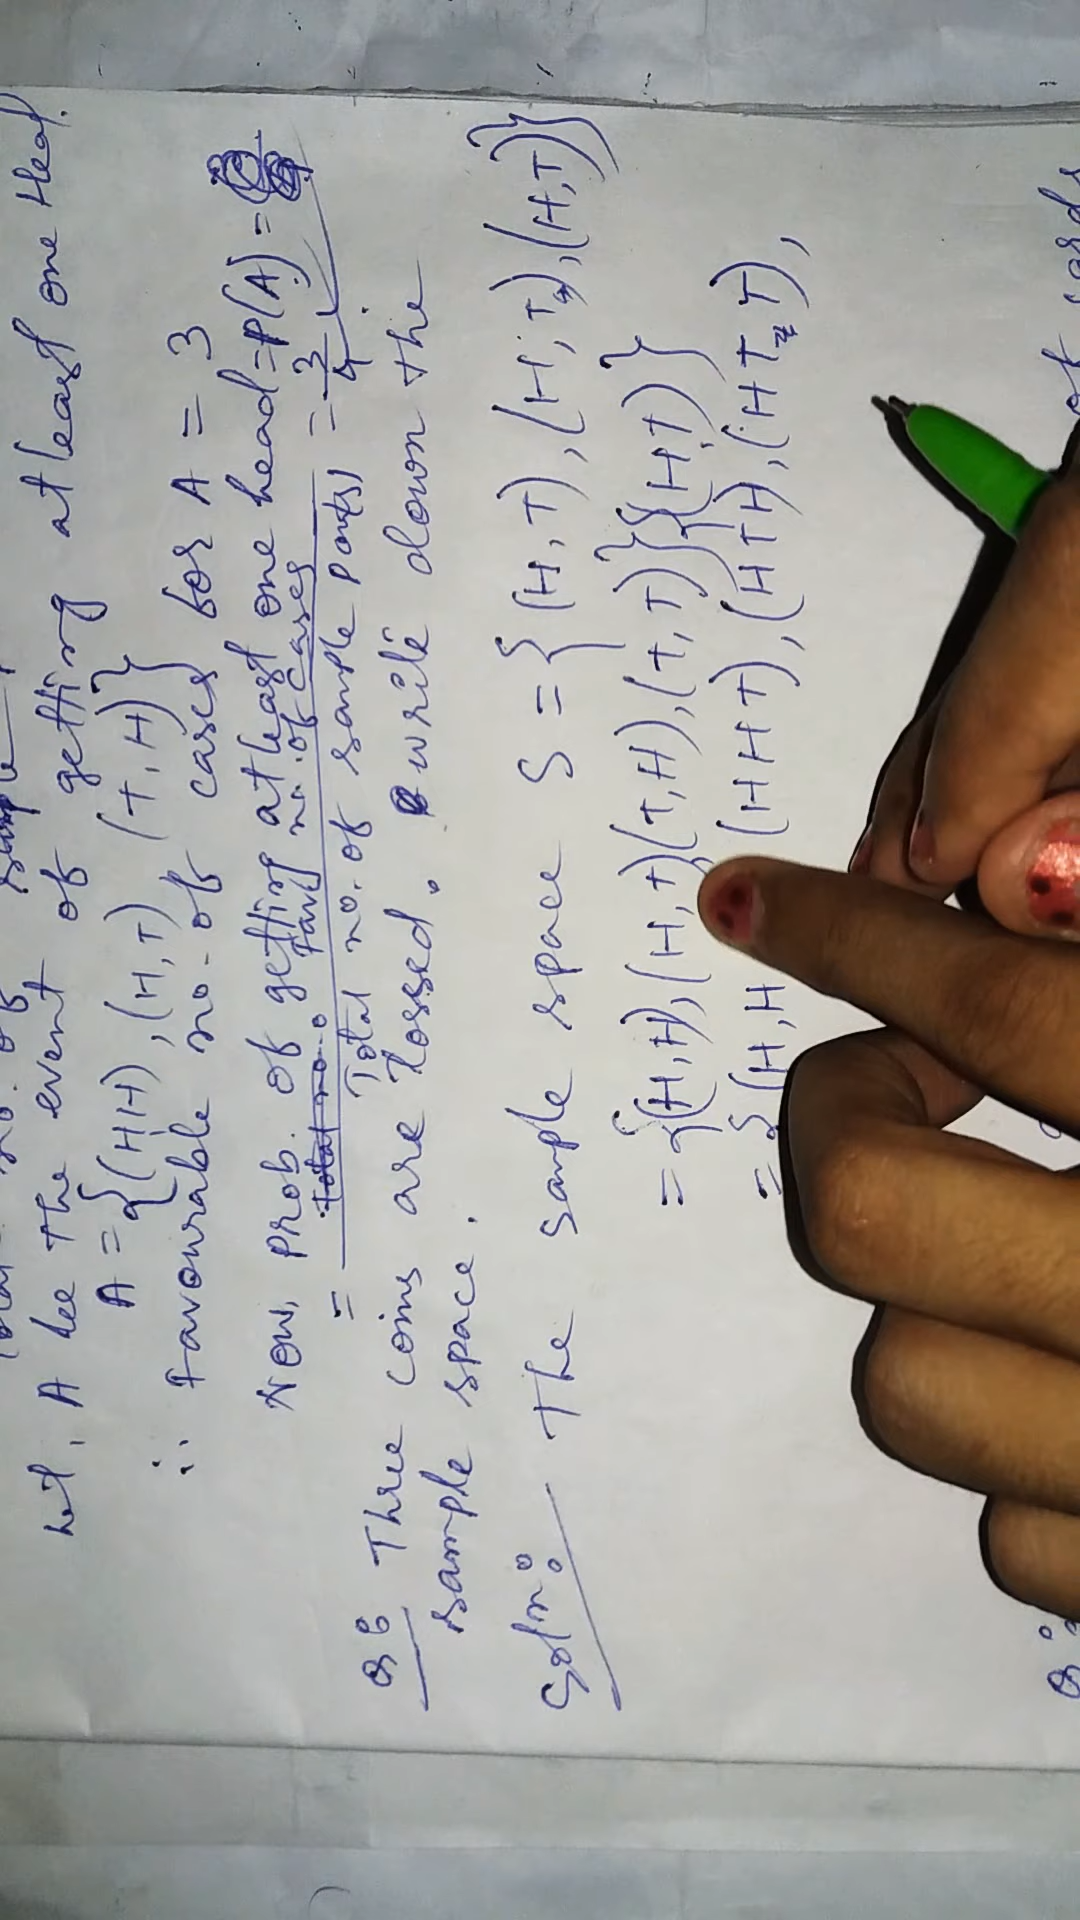 Let, A be the event of getting atleast one Head.
A = {(HH), (H,T), (T,H)}
∴ Favourable no. of cases for A = 3
Now, Prob. of getting atleast one head = P(A) =
= no. of cases / Total no. of sample points = 3/4
Q6 Three coins are Tossed. write down the
sample space.
Soln: The sample space S = { (H,T), (H,T), (H,T)}
= {(H,H), (H,T), (T,H), (T,T)} {(H,T)}
= { (H,H (HHT), (HTH), (HTT),